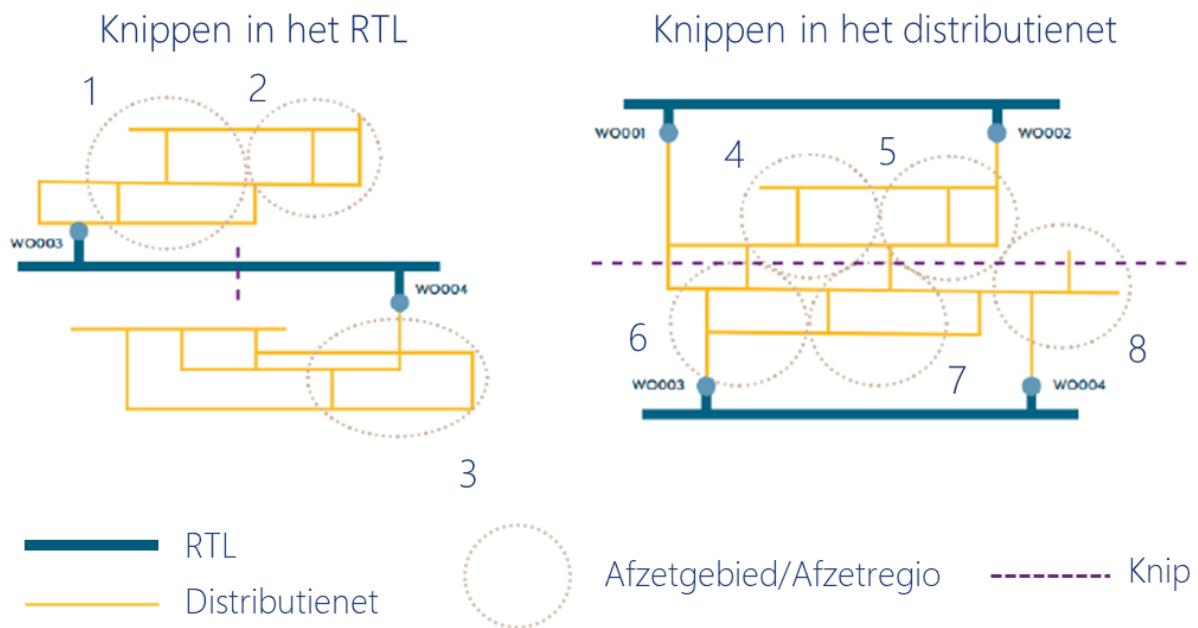 Knippen in het RTL
Knippen in het distributienet
1
2
WO003
WO004
3
WO001
WO002
4
5
6
7
8
WO003
WO004
RTL
Distributienet
Afzetgebied/Afzetregio
Knip